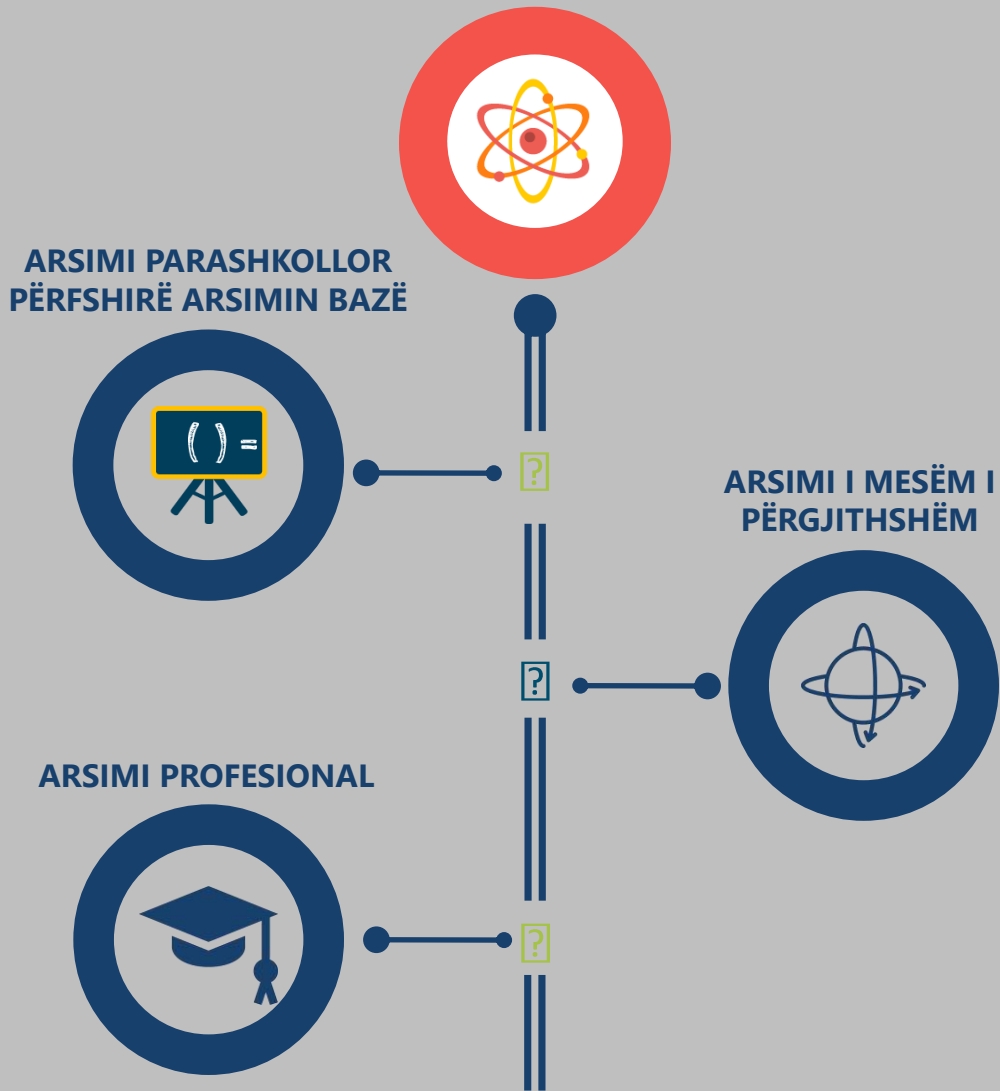 ARSIMI PARASHKOLLOR
PËRFSHIRË ARSIMIN BAZË
( ) =
?
ARSIMI I MESËM I
PËRGJITHSHËM
?
ARSIMI PROFESIONAL
?